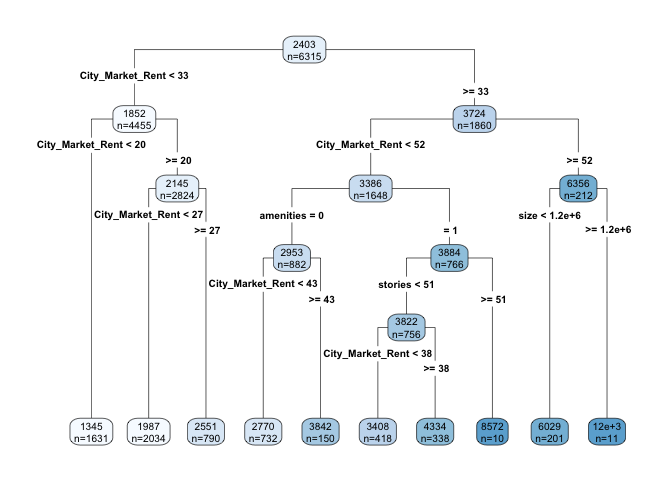 2403
n=6315
City_Market_Rent < 33
>= 33
1852
n=4455
3724
n=1860
City_Market_Rent < 20
>= 20
City_Market_Rent < 52
>= 52
2145
n=2824
3386
n=1648
6356
n=212
City_Market_Rent < 27
>= 27
amenities = 0
= 1
size < 1.2e+6
>= 1.2e+6
2953
n=882
3884
n=766
City_Market_Rent < 43
>= 43
stories < 51
>= 51
3822
n=756
City_Market_Rent < 38
>= 38
1345
n=1631
1987
n=2034
2551
n=790
2770
n=732
3842
n=150
3408
n=418
4334
n=338
8572
n=10
6029
n=201
12e+3
n=11